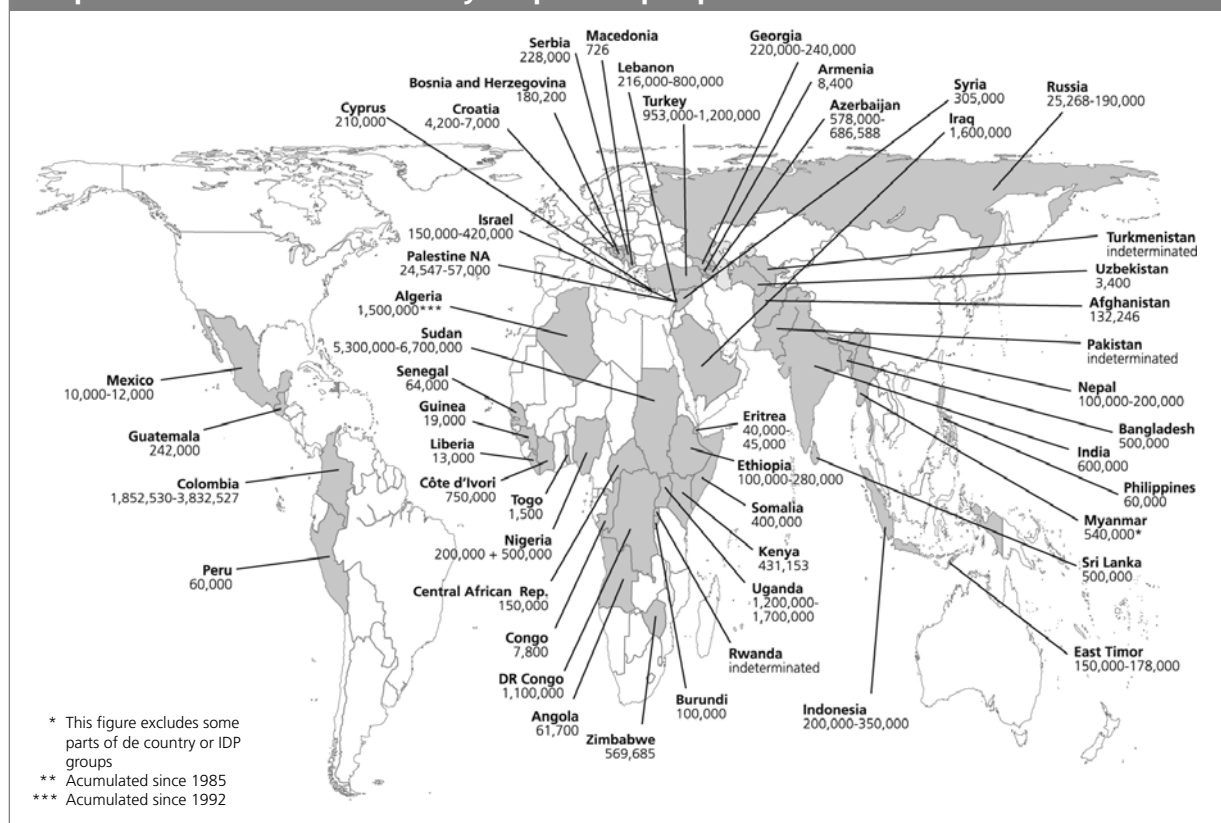 Macedonia
726
Serbia
228,000
Georgia
220,000-240,000
Lebanon
216,000-800,000
Armenia
8,400
Bosnia and Herzegovina
180,200
Turkey
953,000-1,200,000
Azerbaijan
578,000-
686,588
Syria
305,000
Russia
25,268-190,000
Cyprus
210,000
Croatia
4,200-7,000
Iraq
1,600,000
Israel
150,000-420,000
Palestine NA
24,547-57,000
Algeria
1,500,000***
Sudan
5,300,000-6,700,000
Senegal
64,000
Guinea
19,000
Liberia
13,000
Côte d'Ivori
750,000
Togo
1,500
Nigeria
200,000 + 500,000
Central African Rep.
150,000
Congo
7,800
DR Congo
1,100,000
Angola
61,700
Zimbabwe
569,685
Mexico
10,000-12,000
Guatemala
242,000
Colombia
1,852,530-3,832,527
Peru
60,000
Turkmenistan
indeterminated
Uzbekistan
3,400
Afghanistan
132,246
Pakistan
indeterminated
Nepal
100,000-200,000
Bangladesh
500,000
India
600,000
Philippines
60,000
Myanmar
540,000*
Sri Lanka
500,000
East Timor
150,000-178,000
Indonesia
200,000-350,000
Eritrea
40,000-
45,000
Ethiopia
100,000-280,000
Somalia
400,000
Kenya
431,153
Uganda
1,200,000-
1,700,000
Rwanda
indeterminated
Burundi
100,000
* This figure excludes some
parts of de country or IDP
groups
** Acumulated since 1985
*** Acumulated since 1992